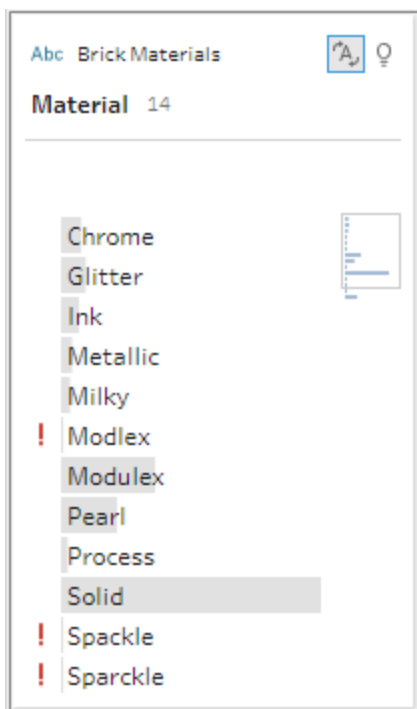 Abc Brick Materials
Material 14
Chrome
Glitter
Ink
Metallic
Milky
! Modlex
Modulex
Pearl
Process
Solid
! Spackle
! Sparckle